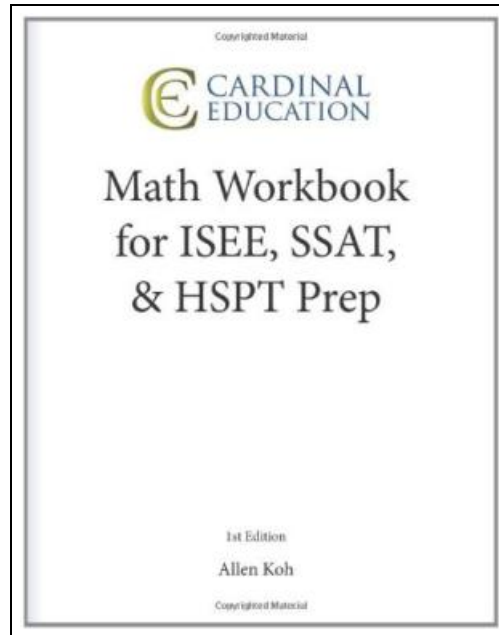 Copyrighted Material
CARDINAL
EDUCATION
Math Workbook
for ISEE, SSAT,
& HSPT Prep
1st Edition
Allen Koh
Copyrighted Material